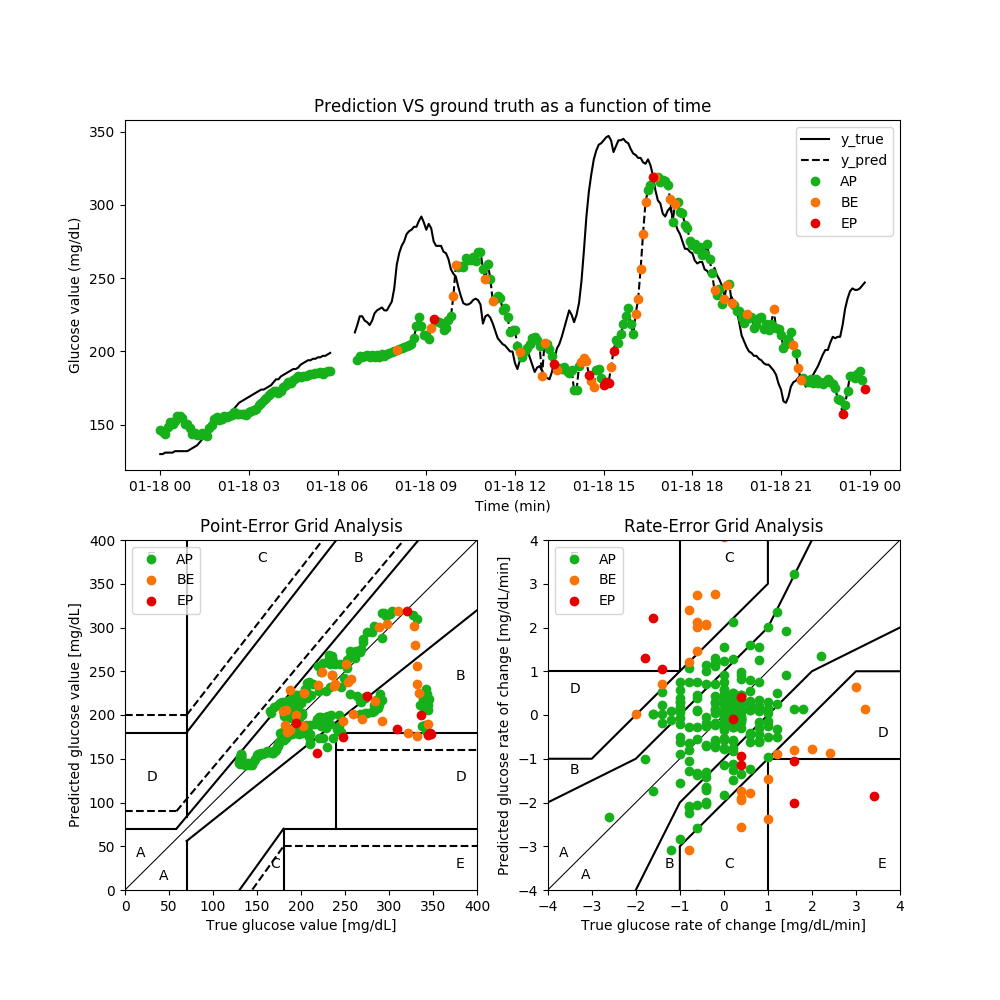 Prediction VS ground truth as a function of time
Glucose value (mg/dL)
350
300
250
200
150
y_true
y_pred
AP
BE
EP
01-18 00 01-18 03 01-18 06 01-18 09 01-18 12 01-18 15 01-18 18 01-18 21 01-19 00
Time (min)
Point-Error Grid Analysis
Predicted glucose value [mg/dL]
400
350
300
250
200
150
100
50
0
AP
BE
EP
C
B
B
D
D
A
A
C
E
0 50 100 150 200 250 300 350 400
True glucose value [mg/dL]
Rate-Error Grid Analysis
Predicted glucose rate of change [mg/dL/min]
4
3
2
1
0
−1
−2
−3
−4
AP
BE
EP
C
D
D
B
A
A
B
C
E
−4 −3 −2 −1 0 1 2 3 4
True glucose rate of change [mg/dL/min]